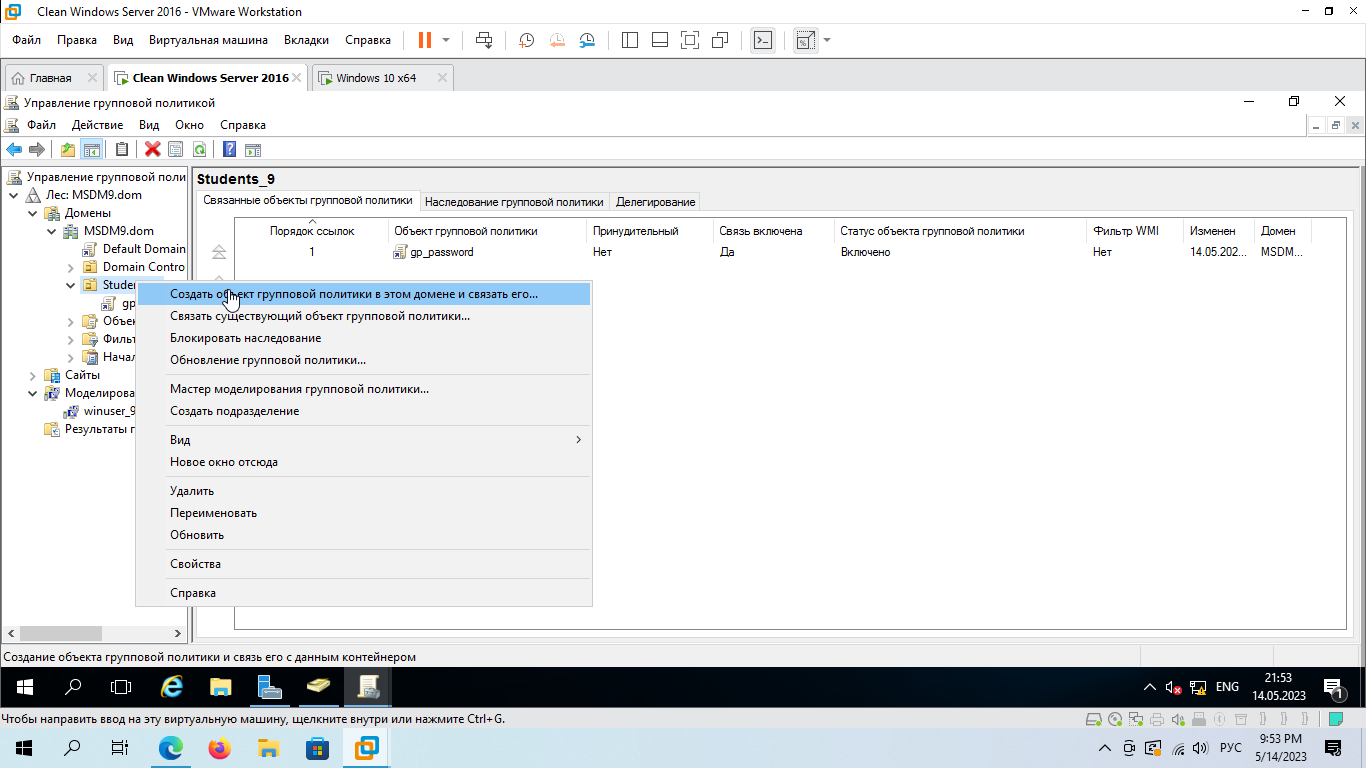 Clean Windows Server 2016 - VMware Workstation
Файл Правка Вид Виртуальная машина Вкладки Справка
Главная Clean Windows Server 2016 Windows 10 x64
Управление групповой политикой
Файл Действие Вид Окно Справка
Управление групповой поли
Лес: MSDM9.dom
Домены
MSDM9.dom
Default Domain
Domain Contro
Studen
gp
Объек
Фильт
Начал
Сайты
Моделирова
winuser_9
Результаты г
Students_9
Связанные объекты групповой политики Наследование групповой политики Делегирование
Порядок ссылок Объект групповой политики Принудительный Связь включена Статус объекта групповой политики Фильтр WMI Изменен Домен
1 gp_password Нет Да Включено Нет 14.05.202... MSDM...
Создать объект групповой политики в этом домене и связать его...
Связать существующий объект групповой политики...
Блокировать наследование
Обновление групповой политики...
Мастер моделирования групповой политики...
Создать подразделение
Вид
Новое окно отсюда
Удалить
Переименовать
Обновить
Свойства
Справка
Создание объекта групповой политики и связь его с данным контейнером
ENG
21:53
14.05.2023
1
Чтобы направить ввод на эту виртуальную машину, щелкните внутри или нажмите Ctrl+G.
РУС
9:53 PM
5/14/2023